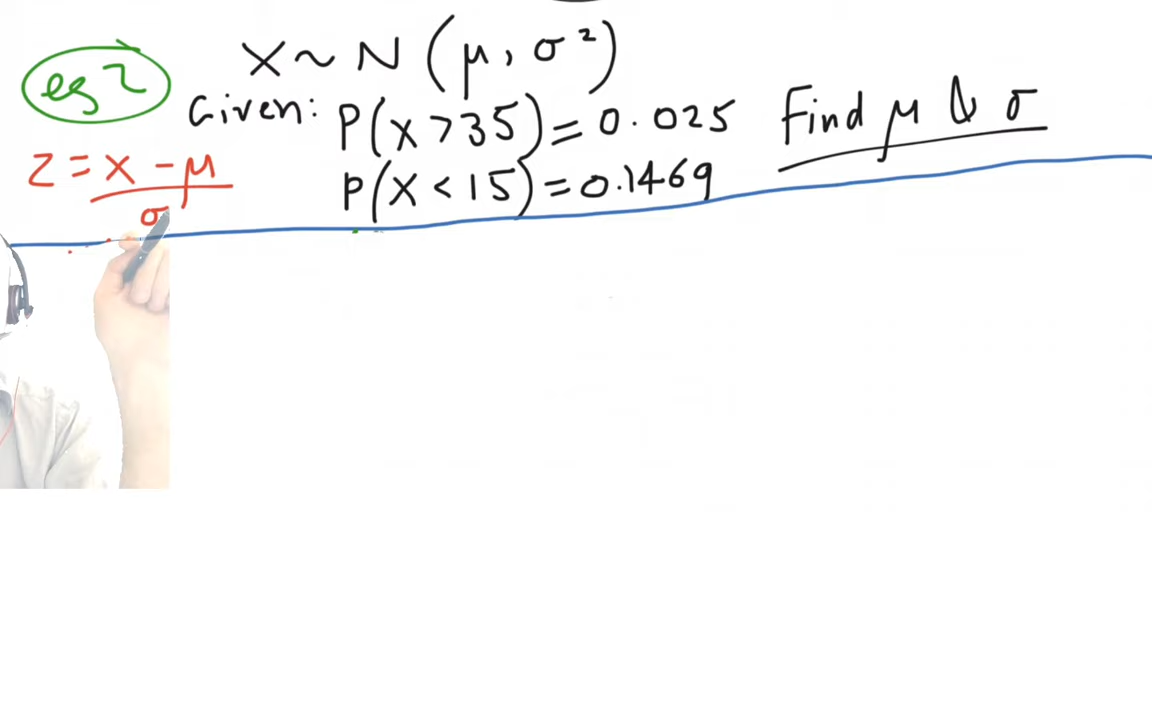 eg 2
X ~ N (μ, σ²)
Given: P(X > 35) = 0.025
Find μ & σ
P(X < 15) = 0.1469
Z = X - μ
σ